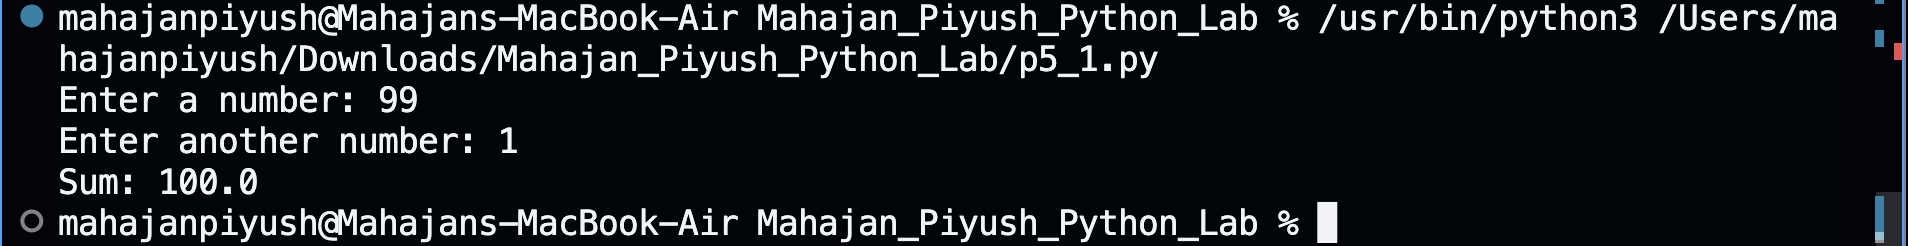 mahajanpiyush@Mahajans-MacBook-Air Mahajan_Piyush_Python_Lab % /usr/bin/python3 /Users/ma
hajanpiyush/Downloads/Mahajan_Piyush_Python_Lab/p5_1.py
Enter a number: 99
Enter another number: 1
Sum: 100.0
mahajanpiyush@Mahajans-MacBook-Air Mahajan_Piyush_Python_Lab %